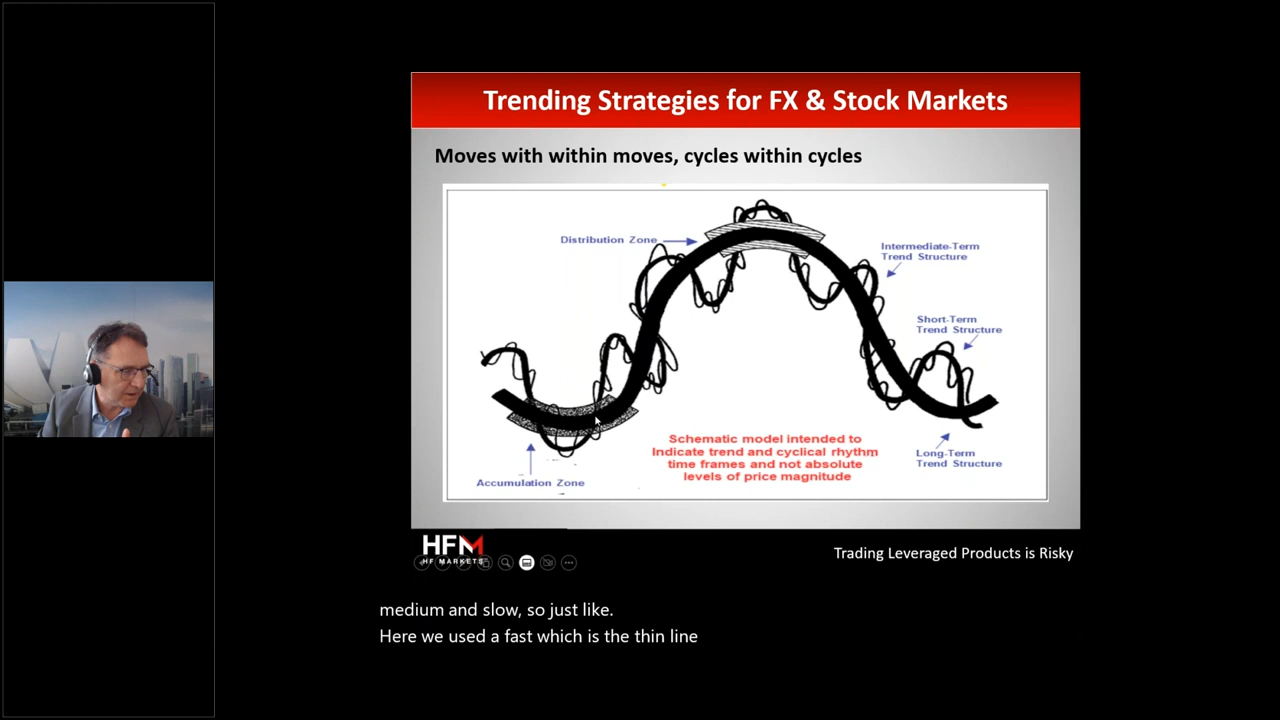 Trending Strategies for FX & Stock Markets
Moves with within moves, cycles within cycles
Distribution Zone
Intermediate-Term
Trend Structure
Short-Term
Trend Structure
Schematic model intended to
Indicate trend and cyclical rhythm
time frames and not absolute
levels of price magnitude
Long-Term
Trend Structure
Accumulation Zone
HFM
HF MARKETS
Trading Leveraged Products is Risky
medium and slow, so just like.
Here we used a fast which is the thin line